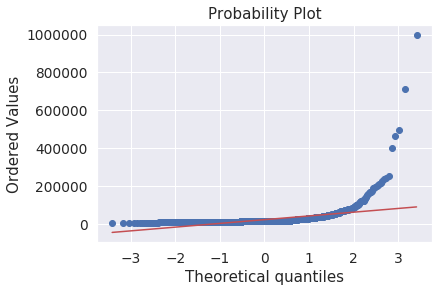 Probability Plot
1000000
800000
600000
400000
200000
0
Ordered Values
−3 −2 −1 0 1 2 3
Theoretical quantiles